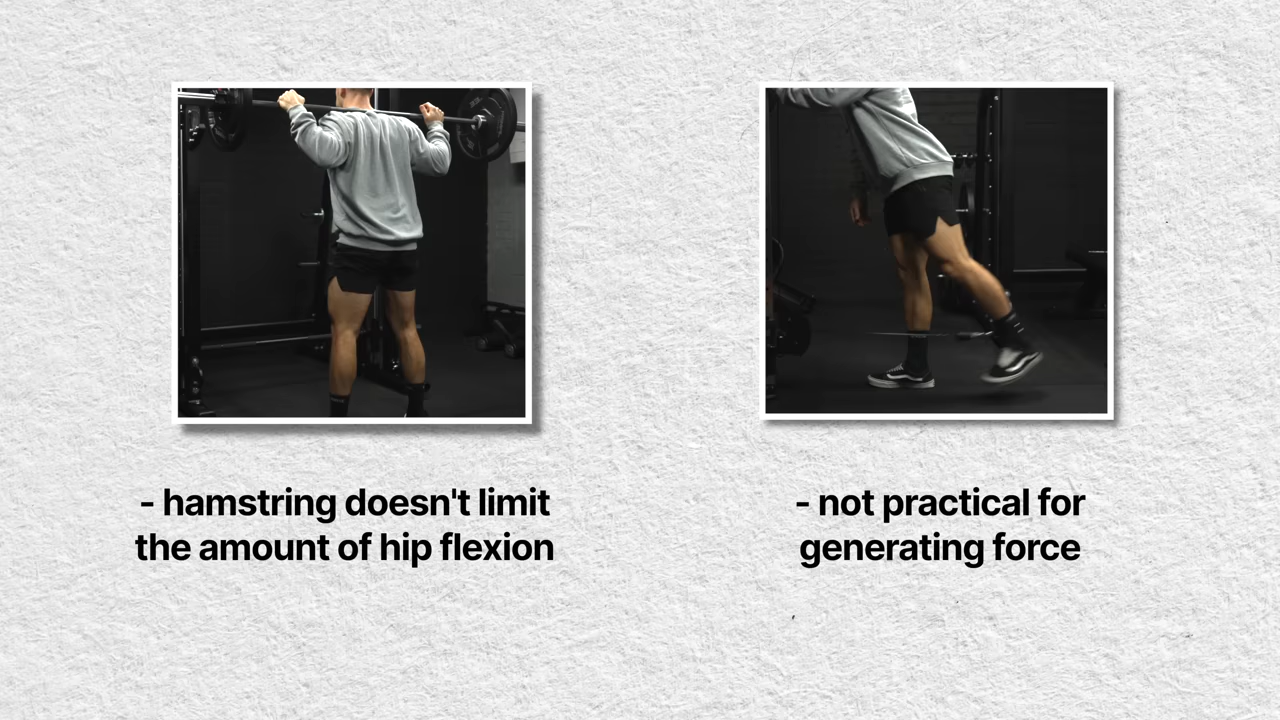 - hamstring doesn't limit
the amount of hip flexion
- not practical for
generating force